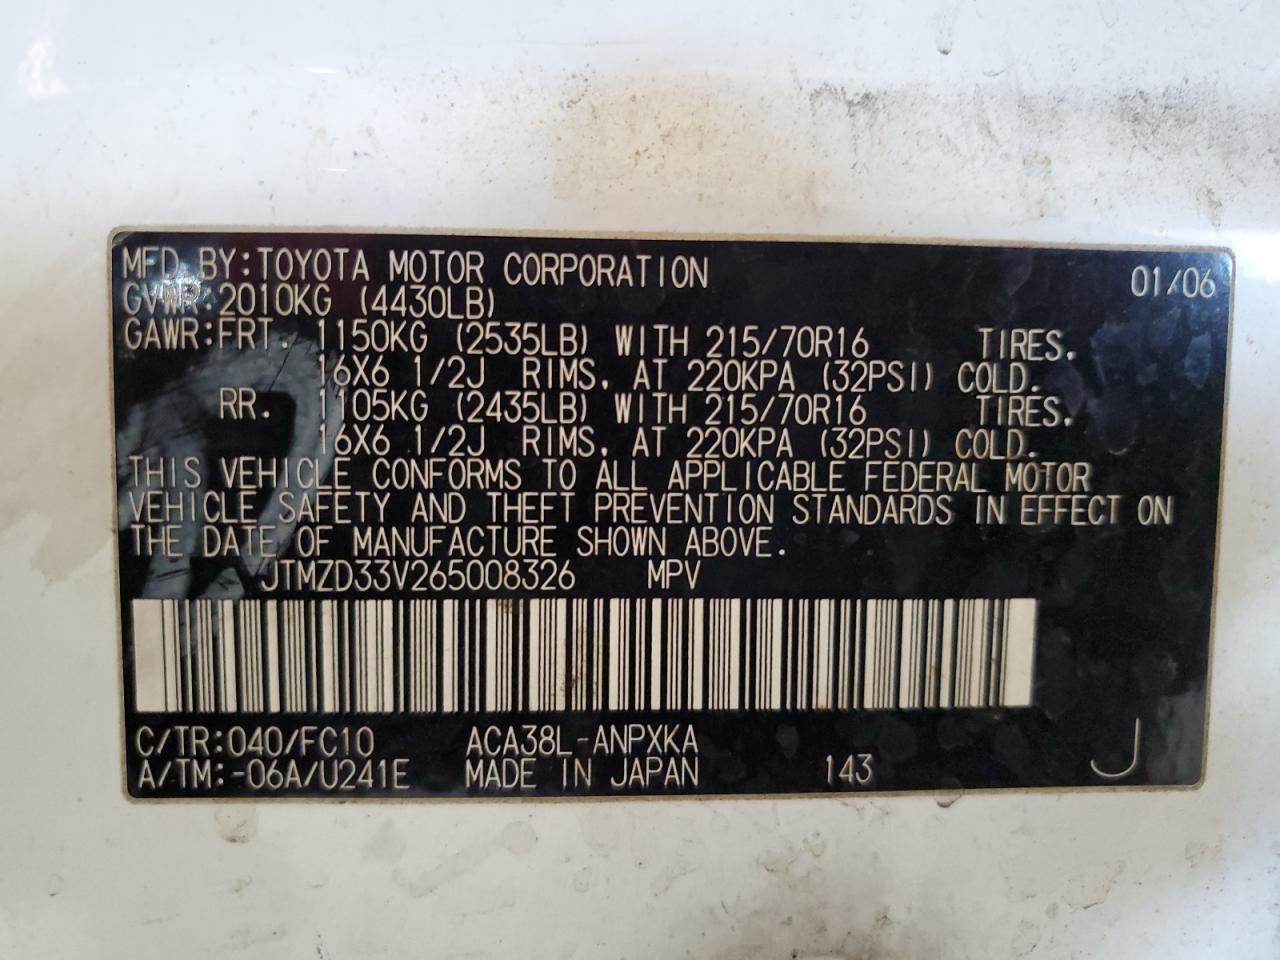 MFD. BY:TOYOTA MOTOR CORPORATION 01/06
GVWR:2010KG (4430LB)
GAWR:FRT. 1150KG (2535LB) WITH 215/70R16 TIRES.
16X6 1/2J RIMS, AT 220KPA (32PSI) COLD.
RR. 1105KG (2435LB) WITH 215/70R16 TIRES.
16X6 1/2J RIMS, AT 220KPA (32PSI) COLD.
THIS VEHICLE CONFORMS TO ALL APPLICABLE FEDERAL MOTOR
VEHICLE SAFETY AND THEFT PREVENTION STANDARDS IN EFFECT ON
THE DATE OF MANUFACTURE SHOWN ABOVE.
JTMZD33V265008326 MPV
C/TR:040/FC10 ACA38L-ANPXKA
A/TM:-06A/U241E MADE IN JAPAN 143 J